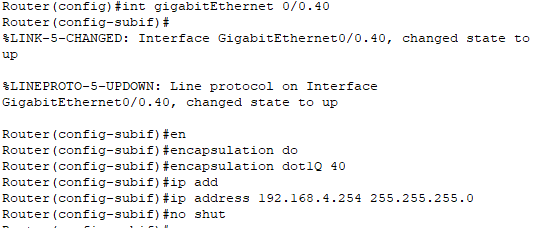 Router(config)#int gigabitEthernet 0/0.40
Router(config-subif)#
%LINK-5-CHANGED: Interface GigabitEthernet0/0.40, changed state to
up
%LINEPROTO-5-UPDOWN: Line protocol on Interface
GigabitEthernet0/0.40, changed state to up
Router(config-subif)#en
Router(config-subif)#encapsulation do
Router(config-subif)#encapsulation dot1Q 40
Router(config-subif)#ip add
Router(config-subif)#ip address 192.168.4.254 255.255.255.0
Router(config-subif)#no shut